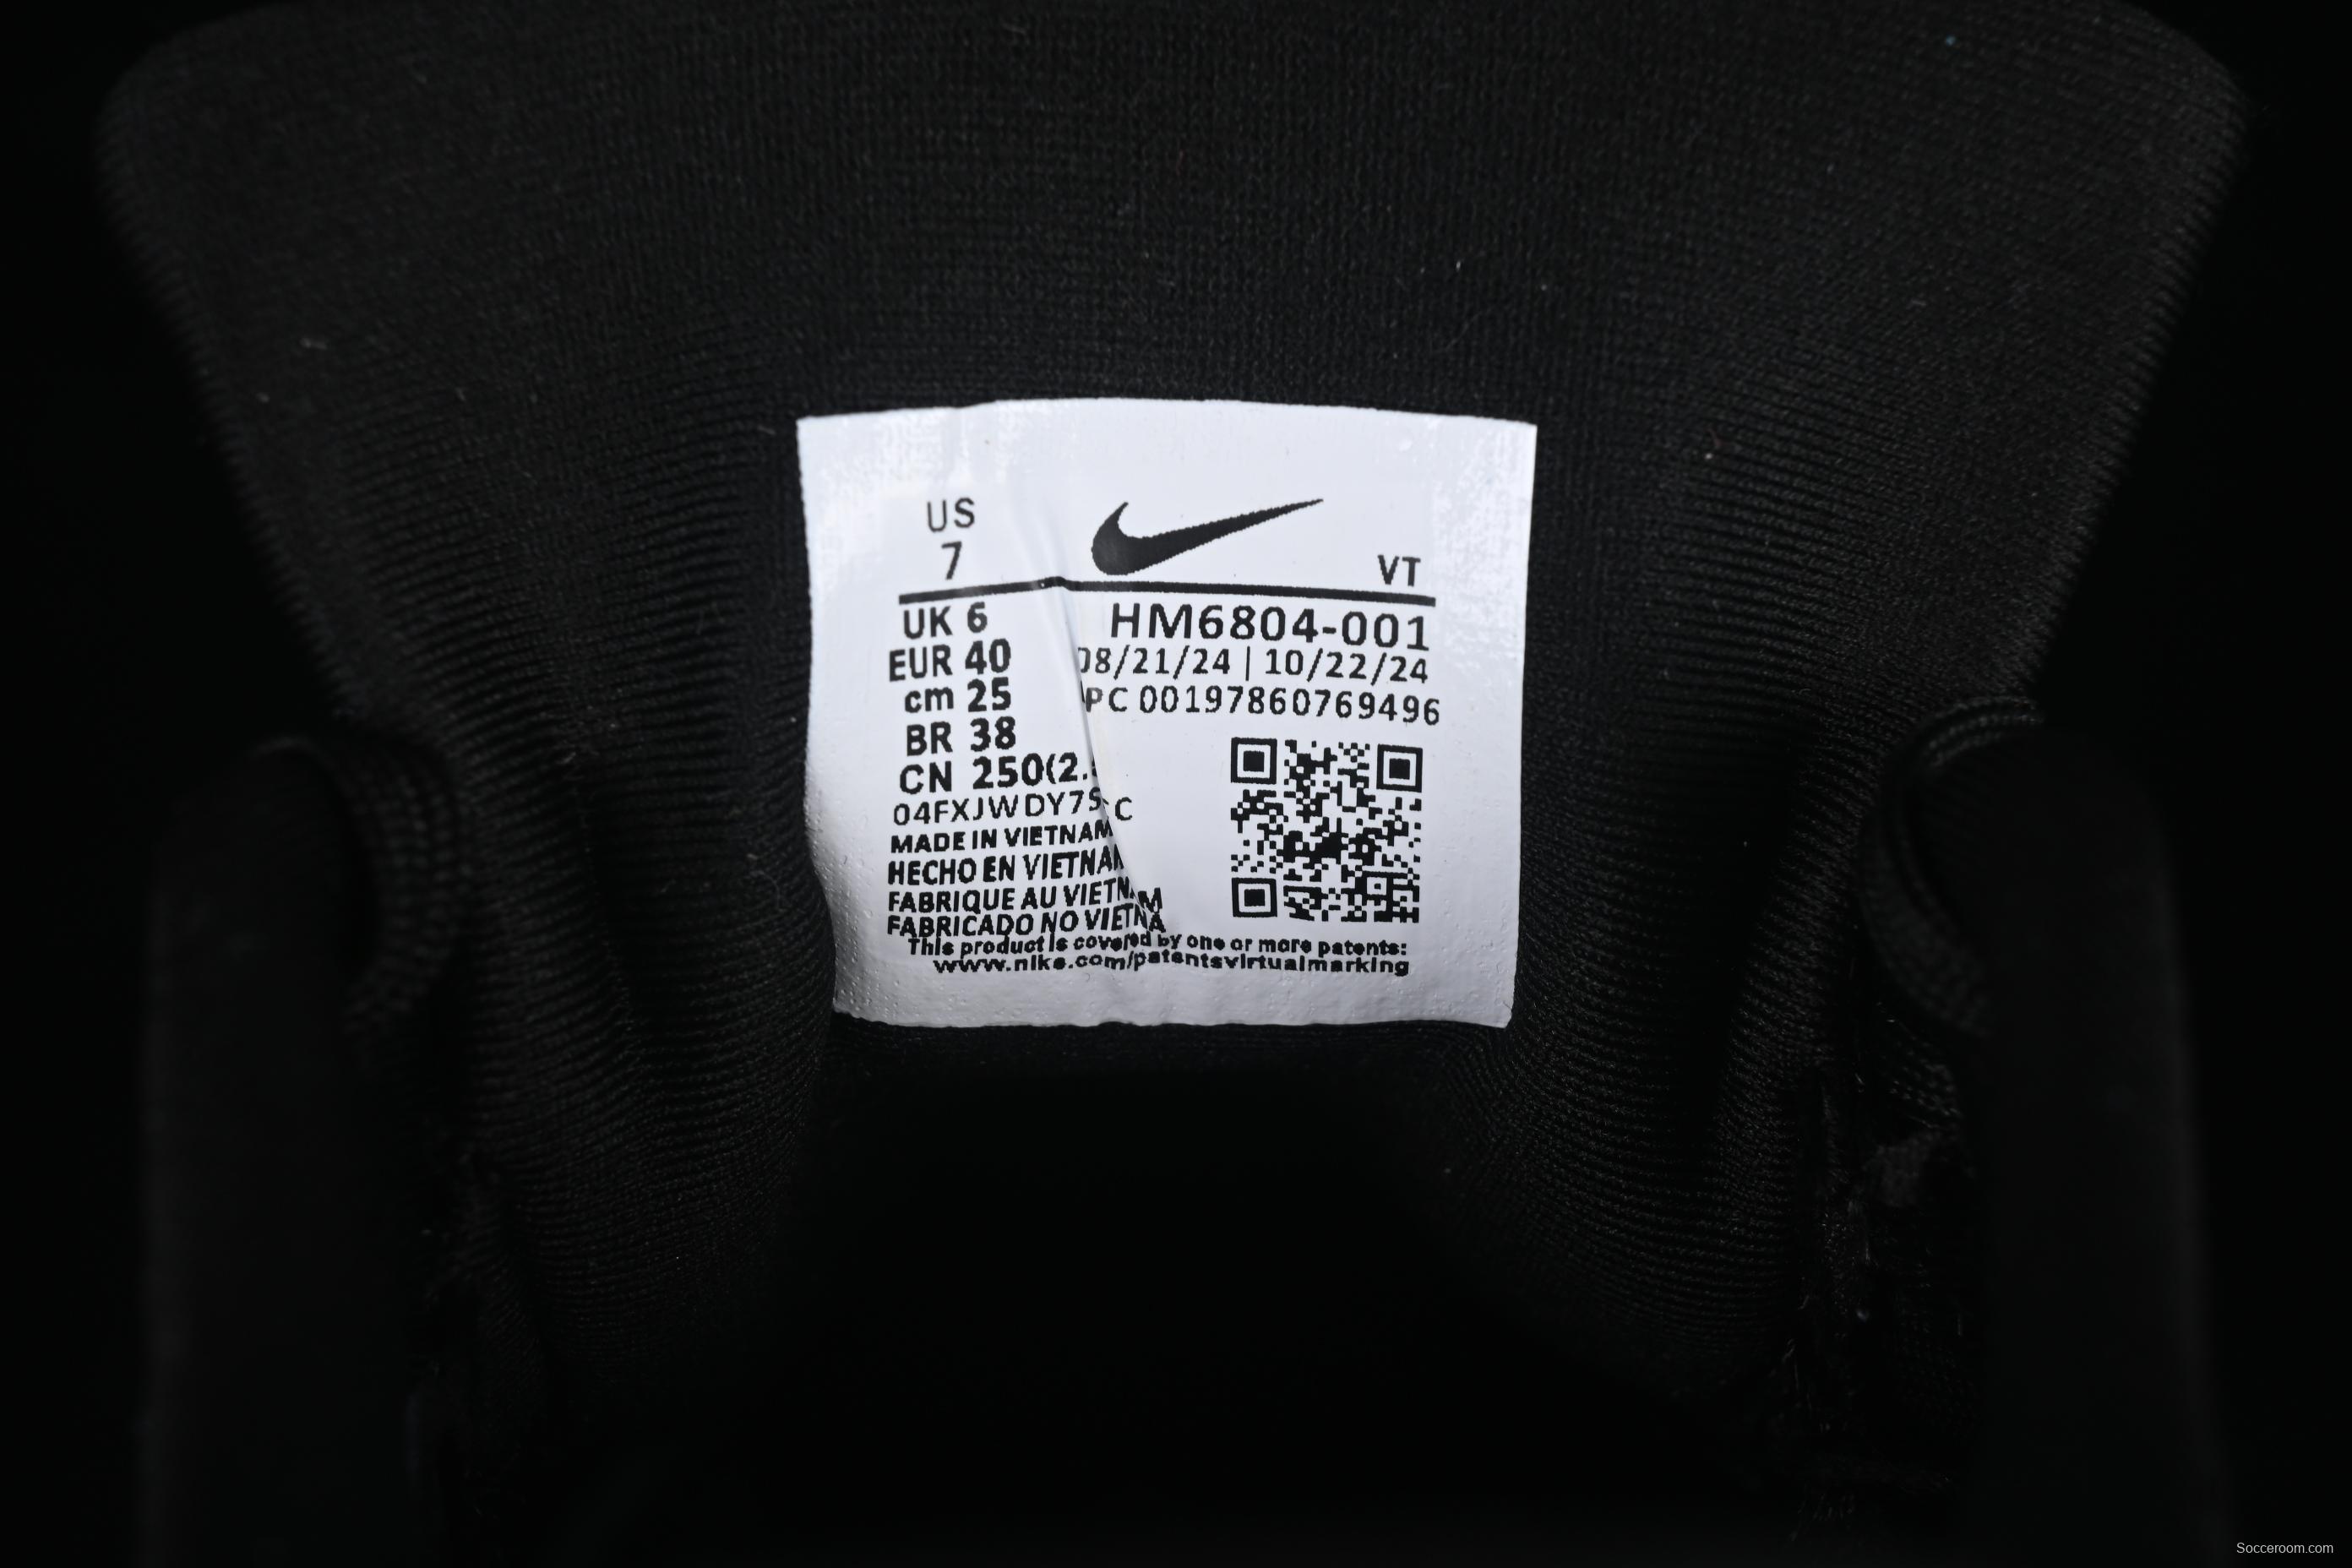 US
7
VT
UK 6
EUR 40
cm 25
BR 38
CN 250(2.
HM6804-001
08/21/24 | 10/22/24
PC 00197860769496
MADE IN VIETNAM
HECHO EN VIETNAM
FABRIQUE AU VIETNAM
FABRICADO NO VIETNA
This product is covered by one or more patents:
www.nike.com/patentsvirtualmarking
Socceroom.com